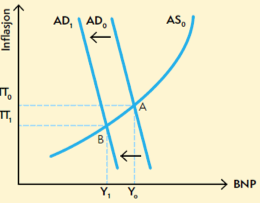 Inflasjon
AD₁ AD₀ AS₀
π₀
A
π₁
B
Y₁ Y₀ BNP